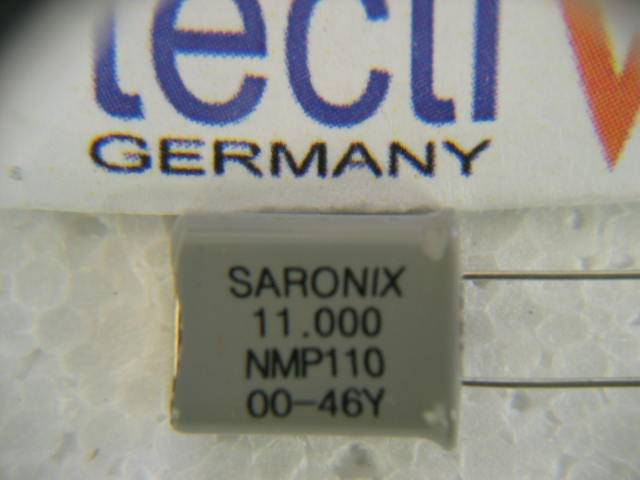 GERMANY
SARONIX
11.000
NMP110
00-46Y